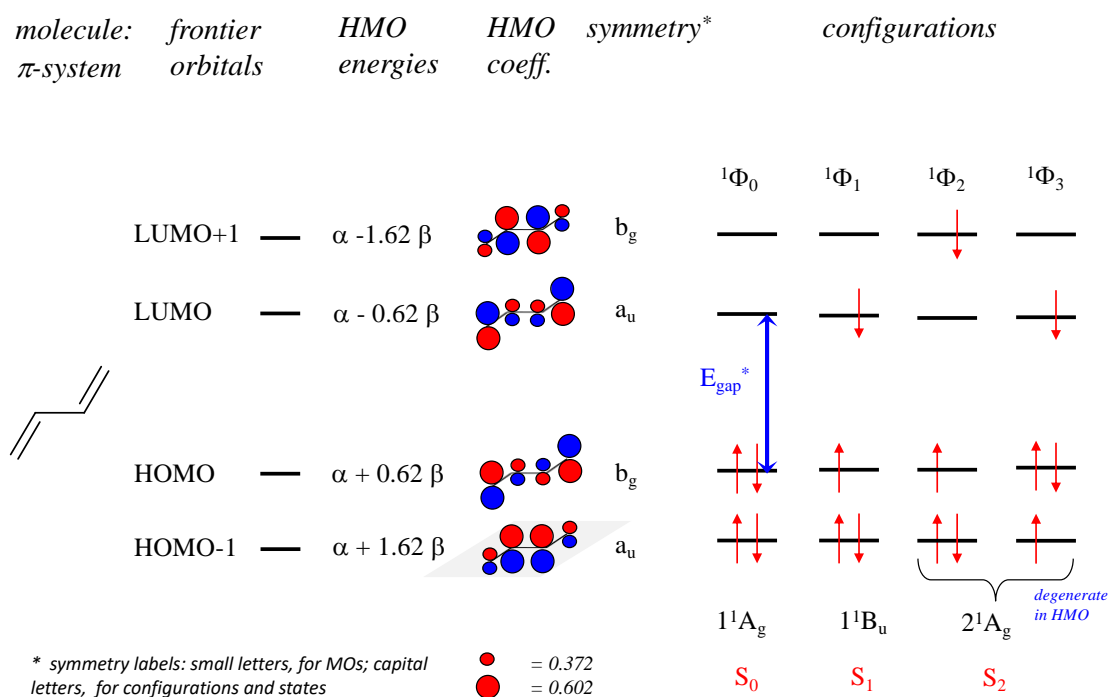 molecule: frontier HMO HMO symmetry* configurations
π-system orbitals energies coeff.
¹Φ₀ ¹Φ₁ ¹Φ₂ ¹Φ₃
LUMO+1 α -1.62 β b_g
LUMO α - 0.62 β a_u
E_gap*
HOMO α + 0.62 β b_g
HOMO-1 α + 1.62 β a_u
degenerate
in HMO
1¹A_g 1¹B_u 2¹A_g
* symmetry labels: small letters, for MOs; capital = 0.372
letters, for configurations and states = 0.602
S₀ S₁ S₂